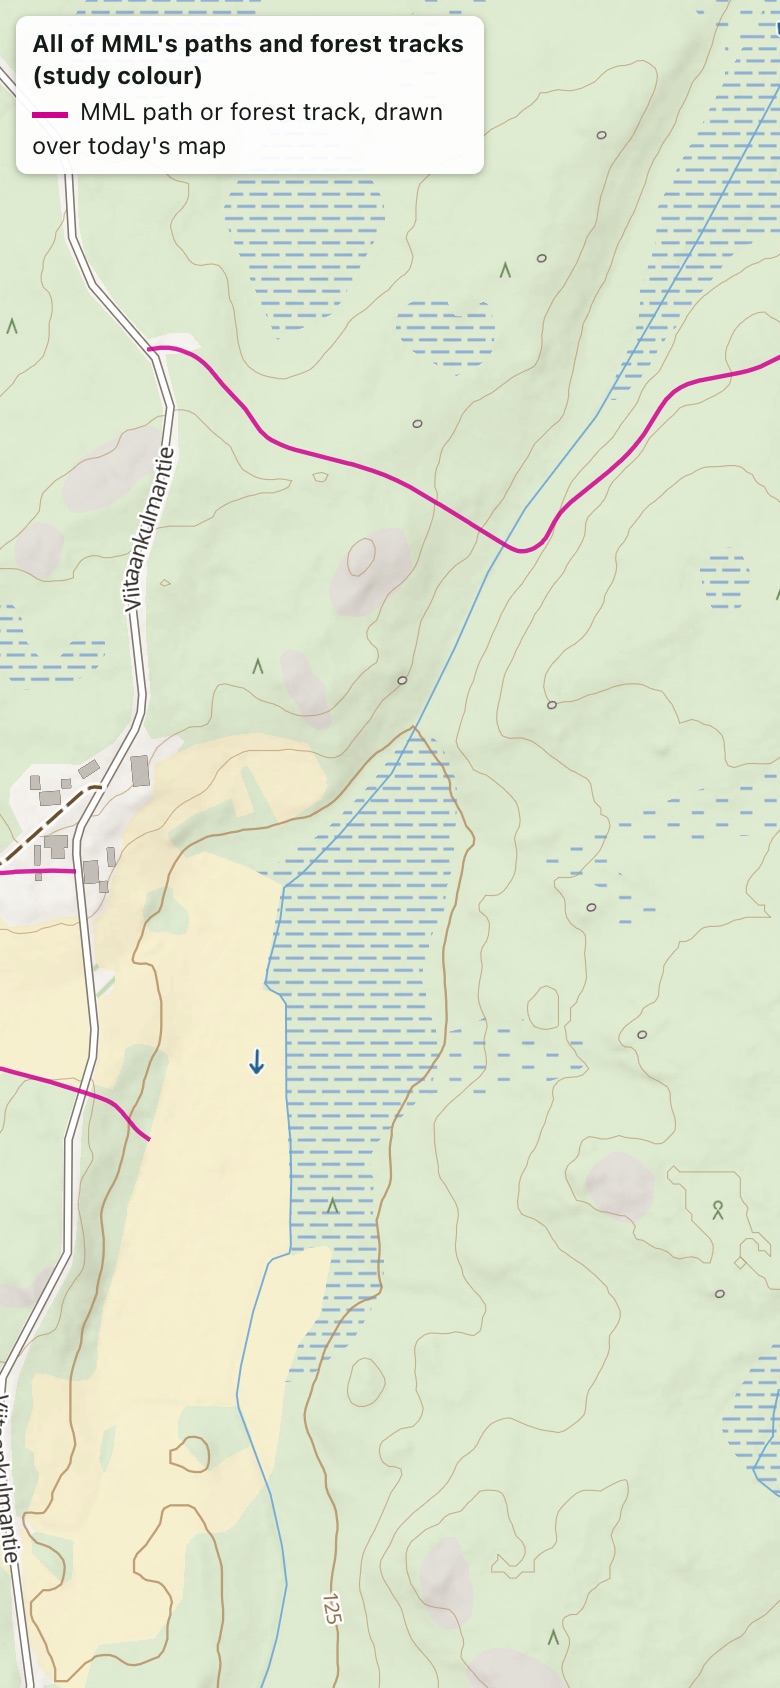 All of MML's paths and forest tracks
(study colour)
MML path or forest track, drawn
over today's map
Viitaankulmantie
Viitaankulmantie
125